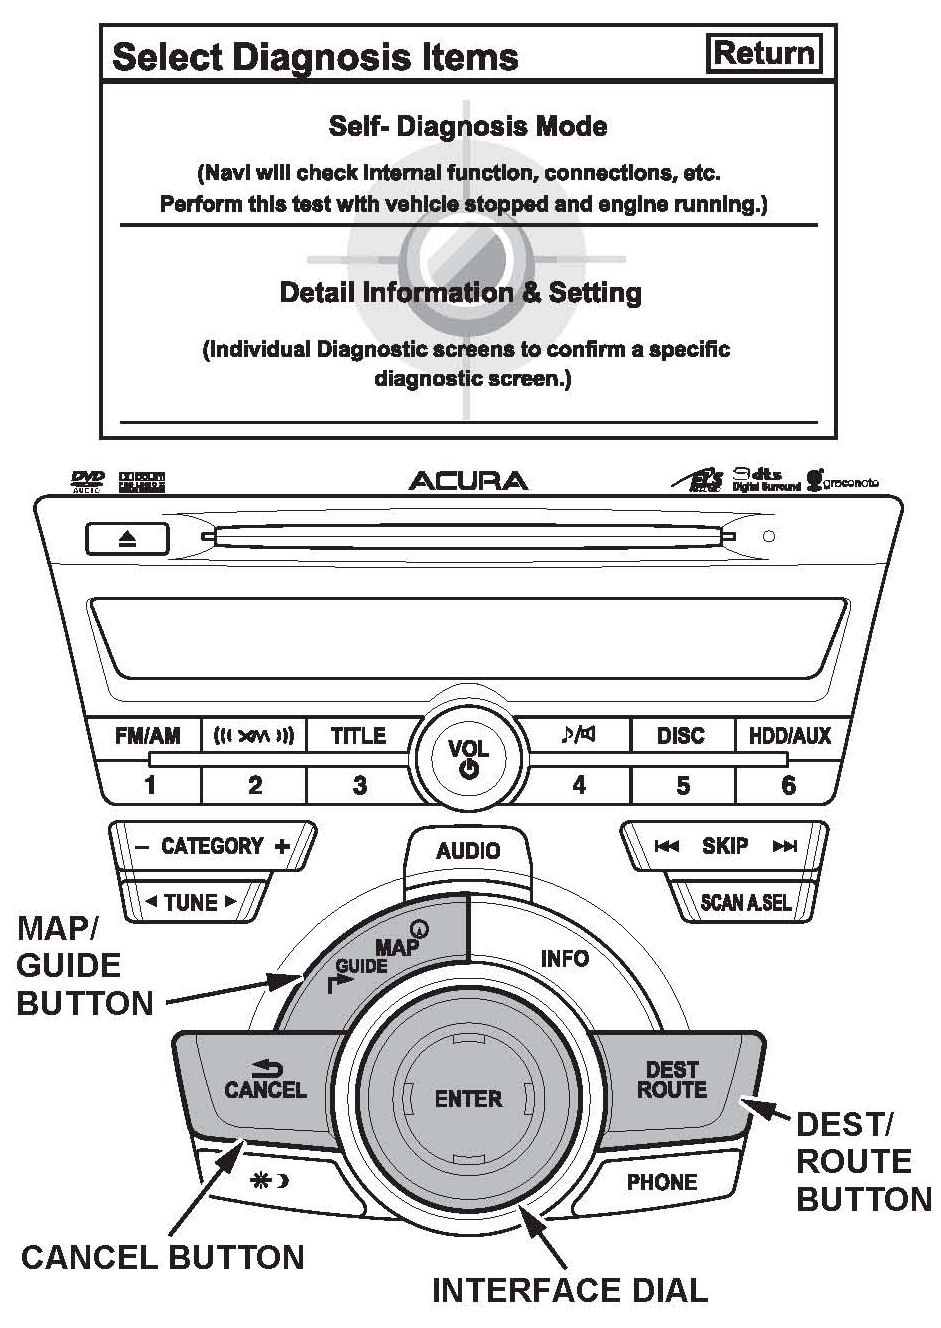 Select Diagnosis Items Return
Self- Diagnosis Mode
(Navi will check internal function, connections, etc.
Perform this test with vehicle stopped and engine running.)
Detail Information & Setting
(Individual Diagnostic screens to confirm a specific
diagnostic screen.)
DVD
AUDIO
ACURA
ELS
dts
Digital Surround
gracenote
FM/AM XM TITLE VOL DISC HDD/AUX
1 2 3 4 5 6
- CATEGORY + AUDIO SKIP
TUNE SCAN A.SEL
MAP/
GUIDE
BUTTON
MAP
GUIDE
INFO
CANCEL
ENTER
DEST
ROUTE
PHONE
DEST/
ROUTE
BUTTON
CANCEL BUTTON
INTERFACE DIAL